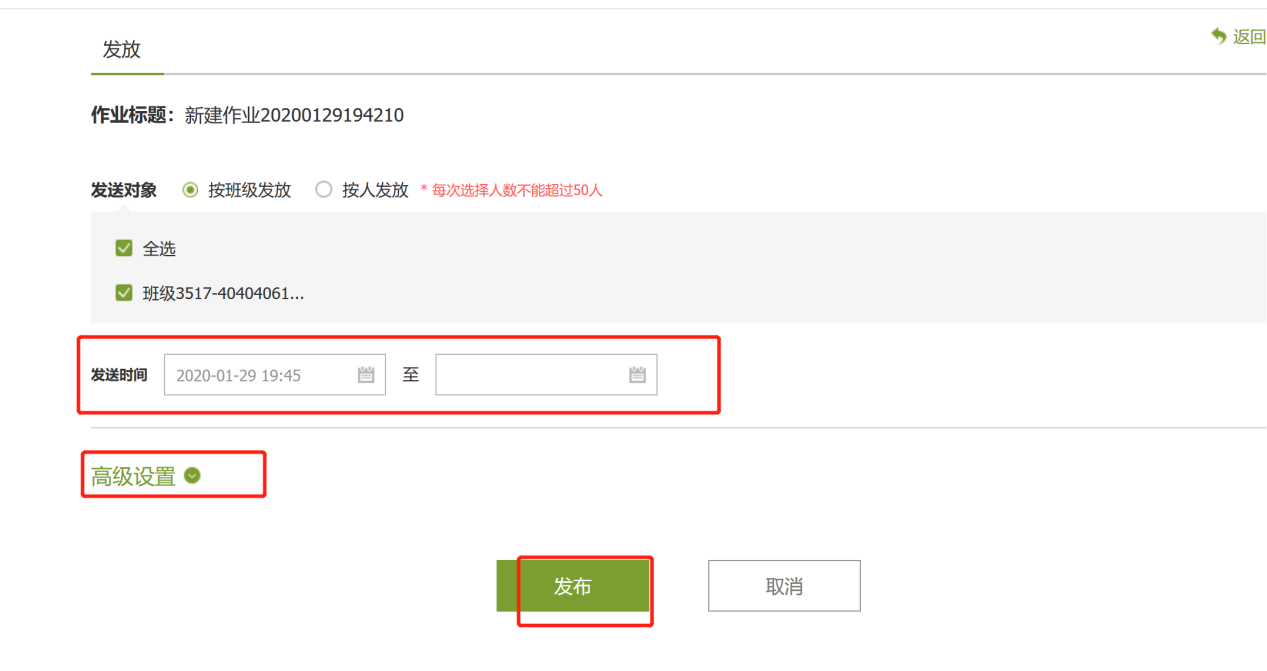 返回
发放
作业标题：新建作业20200129194210
发送对象 按班级发放 按人发放 * 每次选择人数不能超过50人
全选
班级3517-40404061...
发送时间 2020-01-29 19:45 至
高级设置
发布 取消